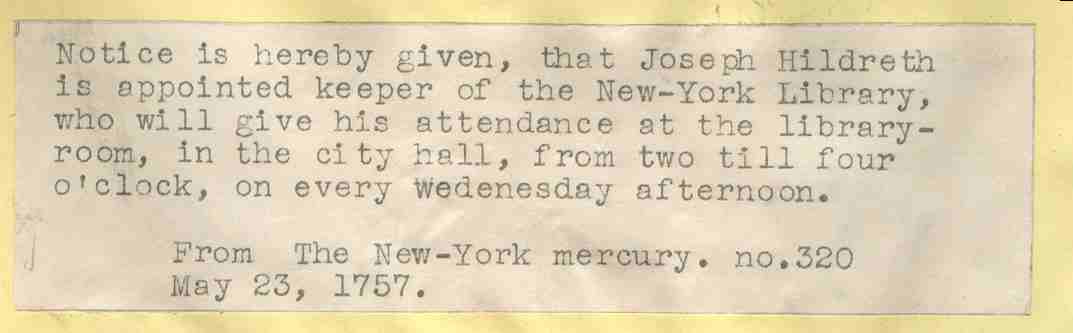 Notice is hereby given, that Joseph Hildreth
is appointed keeper of the New-York Library,
who will give his attendance at the library-
room, in the city hall, from two till four
o'clock, on every Wedenesday afternoon.
From The New-York mercury. no.320
May 23, 1757.